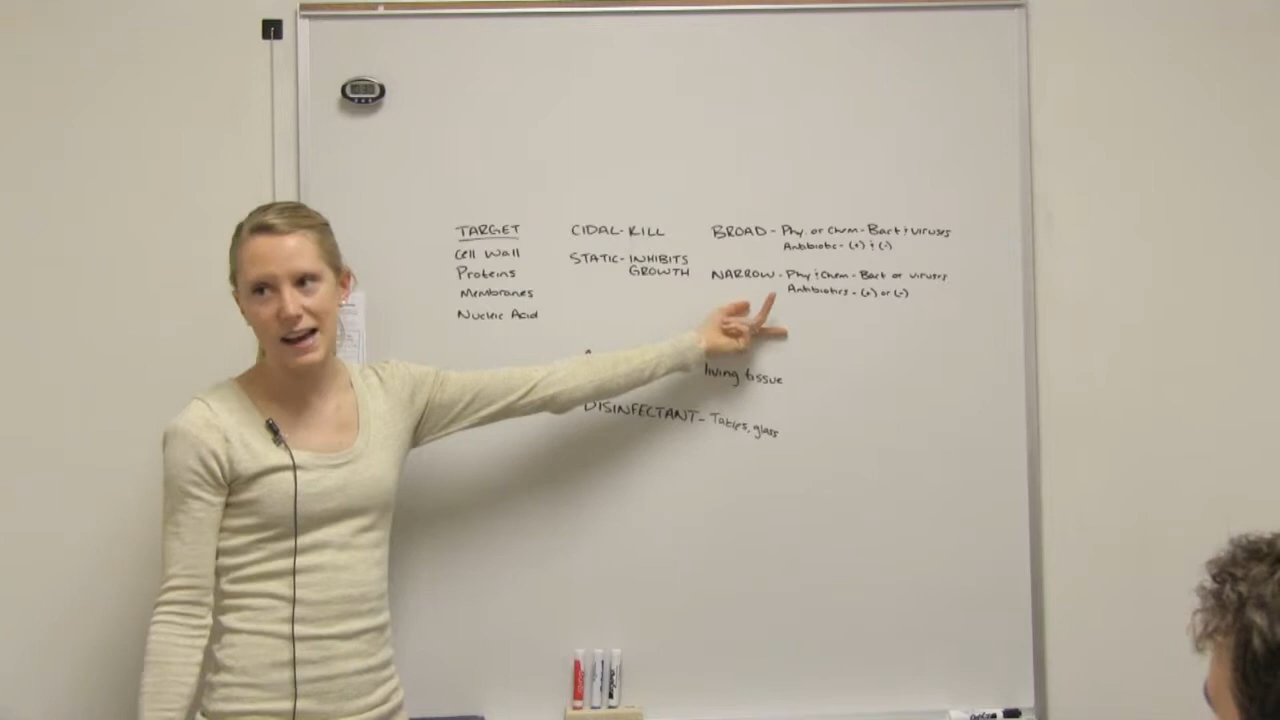 TARGET
Cell Wall
Proteins
Membranes
Nucleic Acid
CIDAL-KILL
STATIC-INHIBITS
GROWTH
BROAD - Phy. or Chem - Bact & viruses
Antibiotic - (+) & (-)
NARROW - Phy & Chem - Bact or viruses
Antibiotics - (+) or (-)
living tissue
DISINFECTANT - Tables, glass